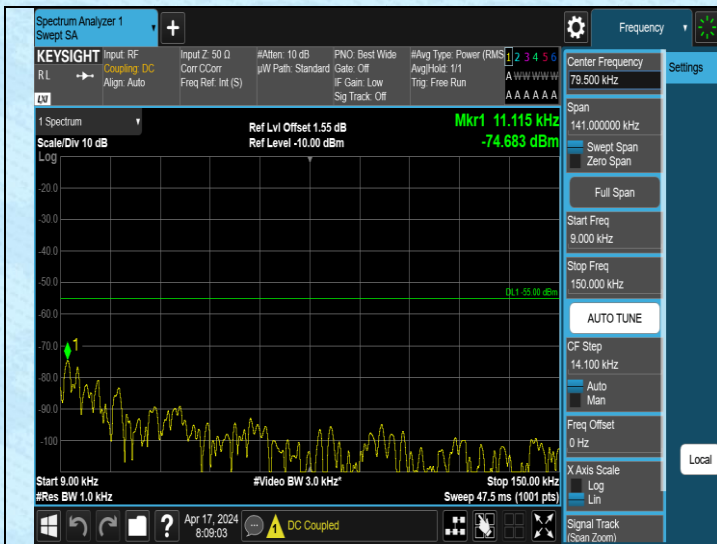 Spectrum Analyzer 1
Swept SA
+
Frequency
KEYSIGHT
RL
LXI
Input: RF
Coupling: DC
Align: Auto
Input Z: 50 Ω
Corr CCorr
Freq Ref: Int (S)
#Atten: 10 dB
µW Path: Standard
PNO: Best Wide
Gate: Off
IF Gain: Low
Sig Track: Off
#Avg Type: Power (RMS
Avg|Hold: 1/1
Trig: Free Run
1 2 3 4 5 6
A W W W W W
A A A A A A
1 Spectrum
Scale/Div 10 dB
Ref Lvl Offset 1.55 dB
Ref Level -10.00 dBm
Mkr1 11.115 kHz
-74.683 dBm
Log
-20.0
-30.0
-40.0
-50.0
DL1 -55.00 dBm
-60.0
-70.0
1
-80.0
-90.0
-100
Start 9.00 kHz
#Res BW 1.0 kHz
#Video BW 3.0 kHz*
Stop 150.00 kHz
Sweep 47.5 ms (1001 pts)
?
Apr 17, 2024
8:09:03
1
DC Coupled
Center Frequency
79.500 kHz
Span
141.000000 kHz
Swept Span
Zero Span
Full Span
Start Freq
9.000 kHz
Stop Freq
150.000 kHz
AUTO TUNE
CF Step
14.100 kHz
Auto
Man
Freq Offset
0 Hz
X Axis Scale
Log
Lin
Signal Track
(Span Zoom)
Settings
Local